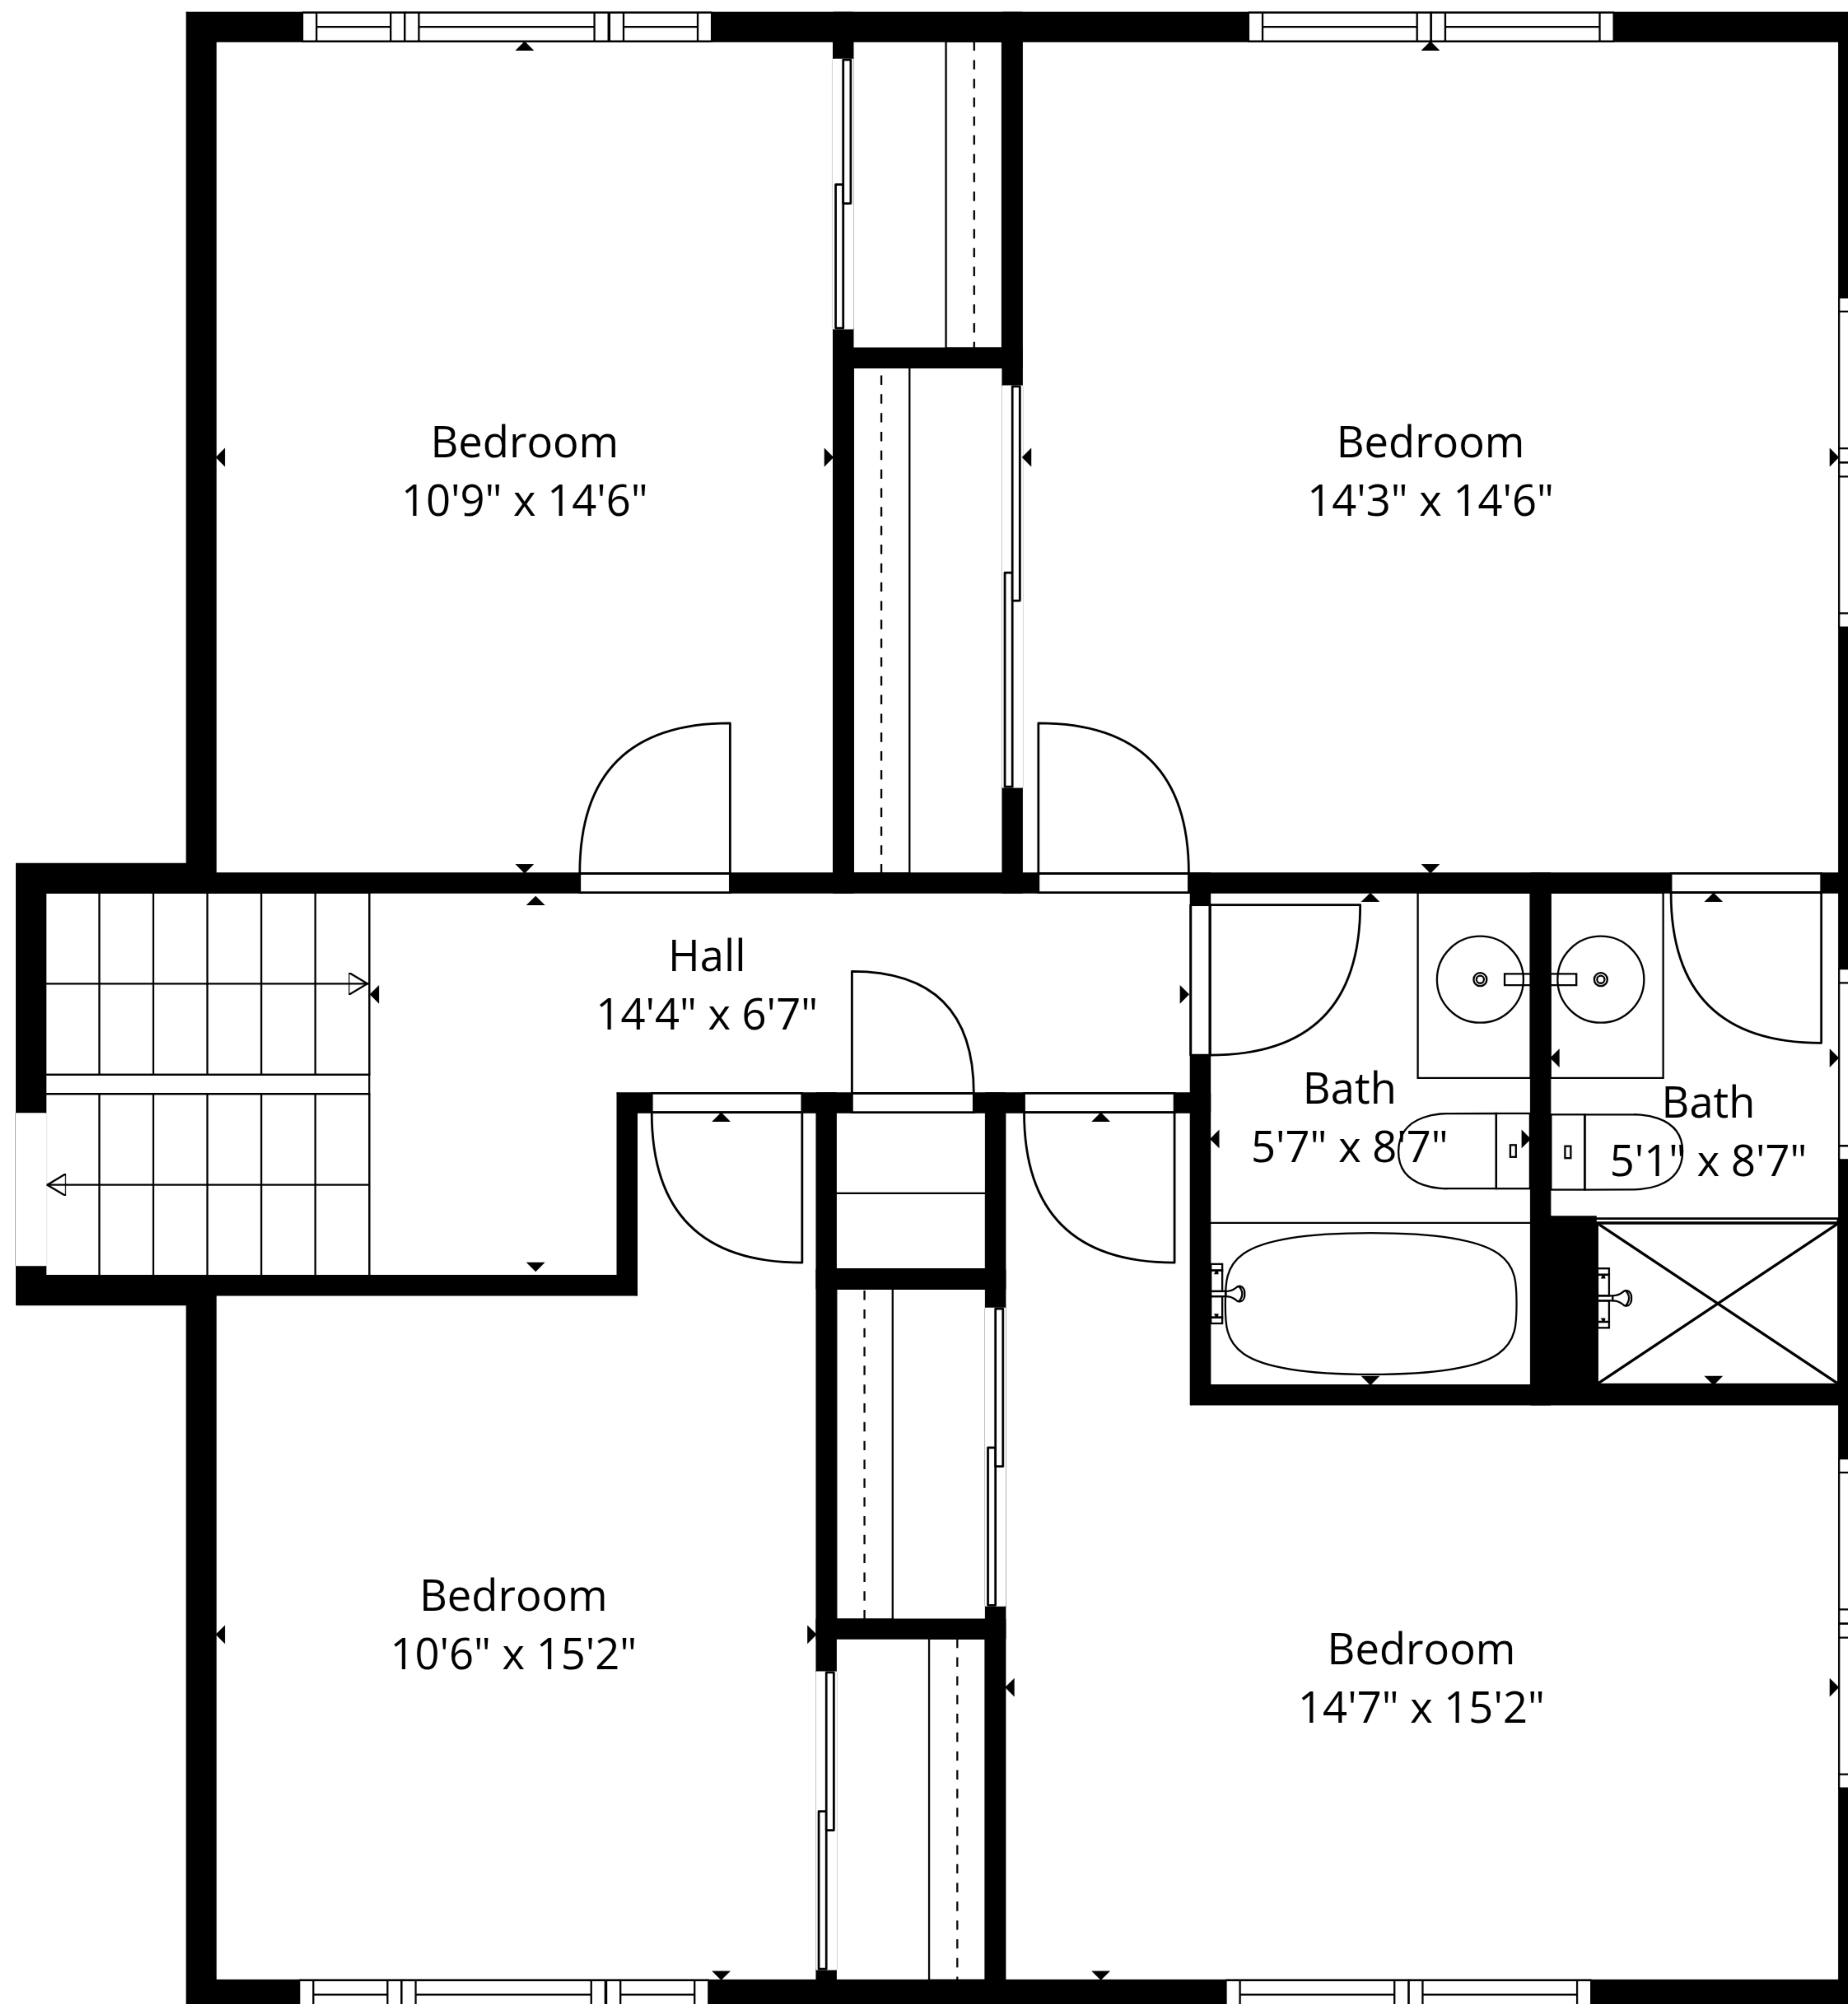 Bedroom
10'9" x 14'6"
Bedroom
14'3" x 14'6"
Hall
14'4" x 6'7"
Bath
5'7" x 8'7"
Bath
5'1" x 8'7"
Bedroom
10'6" x 15'2"
Bedroom
14'7" x 15'2"